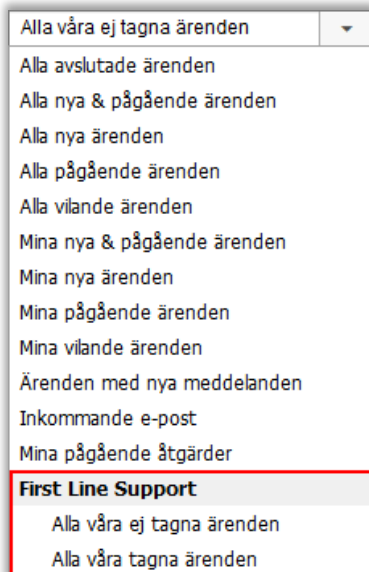 Alla våra ej tagna ärenden
Alla avslutade ärenden
Alla nya & pågående ärenden
Alla nya ärenden
Alla pågående ärenden
Alla vilande ärenden
Mina nya & pågående ärenden
Mina nya ärenden
Mina pågående ärenden
Mina vilande ärenden
Ärenden med nya meddelanden
Inkommande e-post
Mina pågående åtgärder
First Line Support
Alla våra ej tagna ärenden
Alla våra tagna ärenden